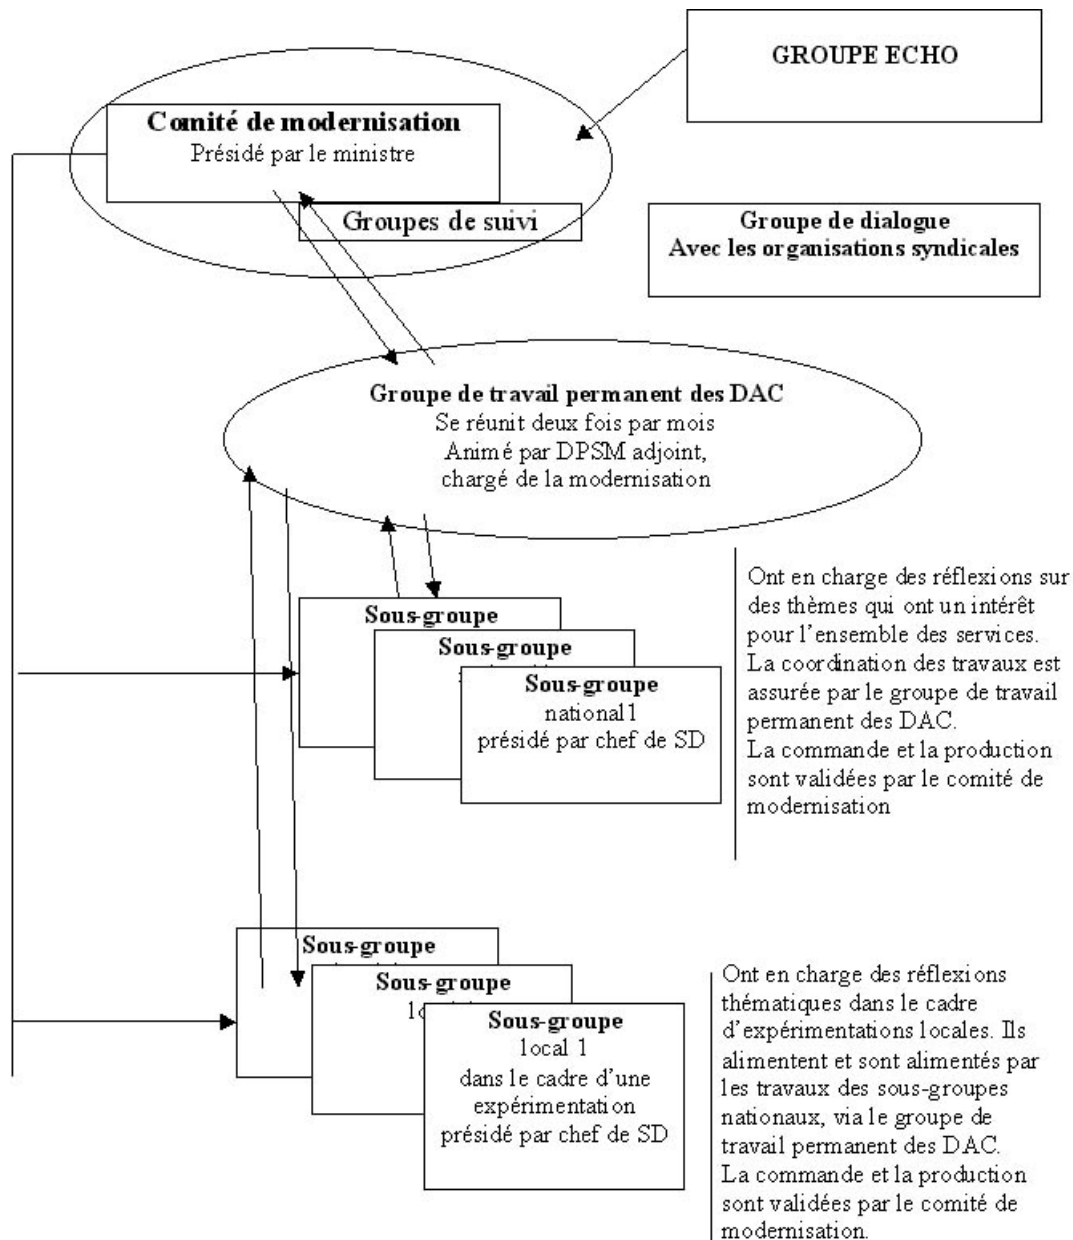 GROUPE ECHO
Comité de modernisation
Présidé par le ministre
Groupes de suivi
Groupe de dialogue
Avec les organisations syndicales
Groupe de travail permanent des DAC
Se réunit deux fois par mois
Animé par DPSM adjoint,
chargé de la modernisation
Sous-groupe
Sous-groupe
Sous-groupe
national1
présidé par chef de SD
Ont en charge des réflexions sur
des thèmes qui ont un intérêt
pour l’ensemble des services.
La coordination des travaux est
assurée par le groupe de travail
permanent des DAC.
La commande et la production
sont validées par le comité de
modernisation
Sous-groupe
Sous-groupe
Sous-groupe
local 1
dans le cadre d’une
expérimentation
présidé par chef de SD
Ont en charge des réflexions
thématiques dans le cadre
d’expérimentations locales. Ils
alimentent et sont alimentés par
les travaux des sous-groupes
nationaux, via le groupe de
travail permanent des DAC.
La commande et la production
sont validées par le comité de
modernisation.